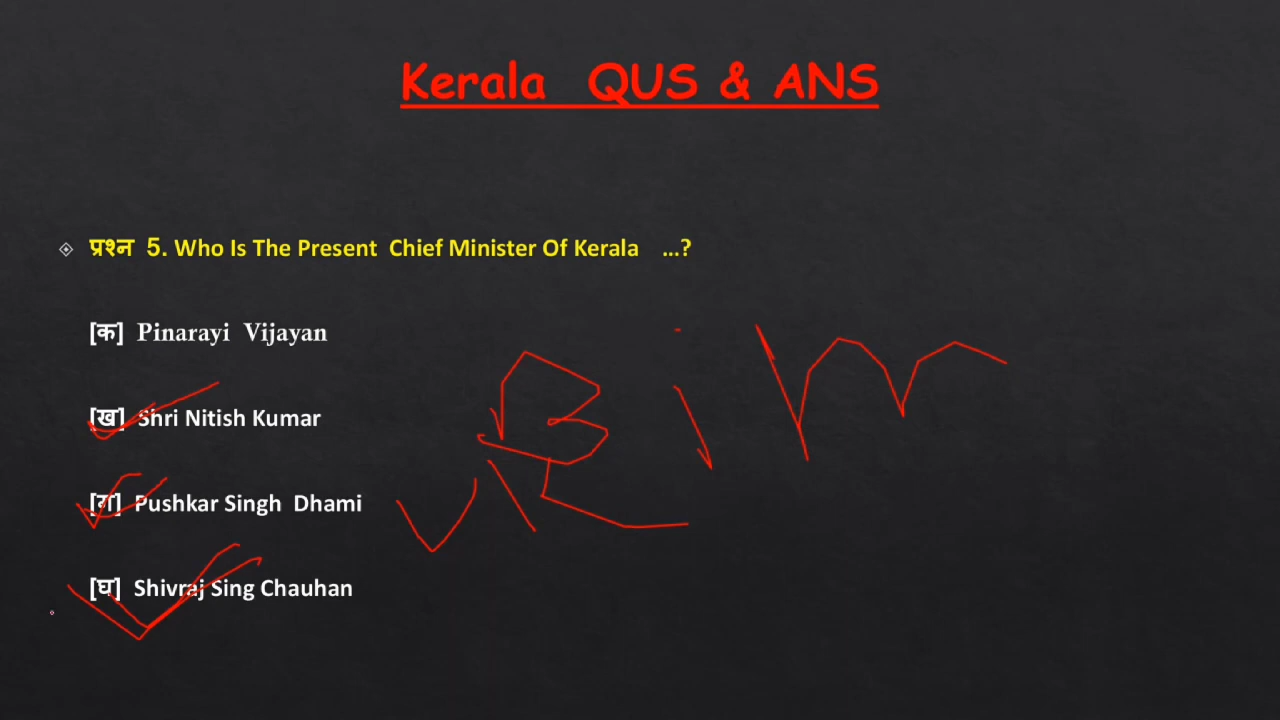 Kerala QUS & ANS
प्रश्न 5. Who Is The Present Chief Minister Of Kerala ...?
[क] Pinarayi Vijayan
[ख] Shri Nitish Kumar
[ग] Pushkar Singh Dhami
[घ] Shivraj Sing Chauhan